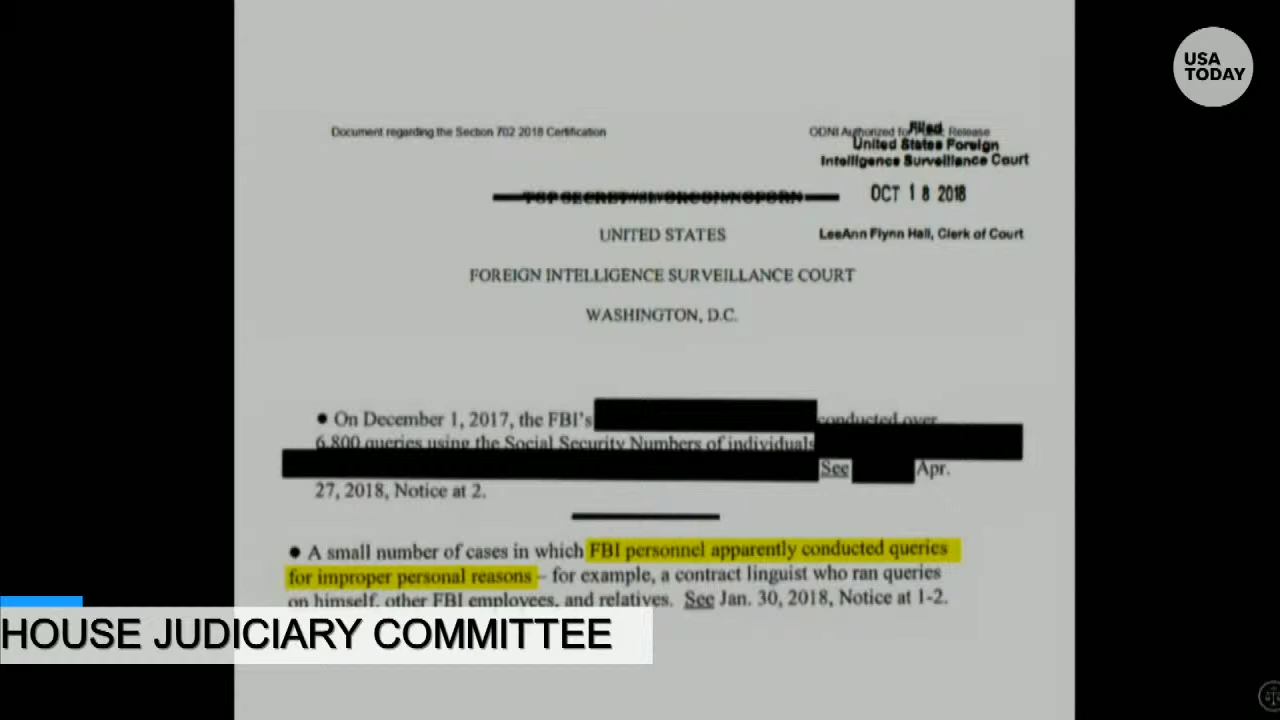 USA
TODAY
Document regarding the Section 702 2018 Certification
ODNI Authorized for Public Release
Filed
United States Foreign
Intelligence Surveillance Court
OCT 18 2018
LeeAnn Flynn Hall, Clerk of Court
UNITED STATES
FOREIGN INTELLIGENCE SURVEILLANCE COURT
WASHINGTON, D.C.
● On December 1, 2017, the FBI's conducted over
6,800 queries using the Social Security Numbers of individuals
See Apr.
27, 2018, Notice at 2.
● A small number of cases in which FBI personnel apparently conducted queries
for improper personal reasons – for example, a contract linguist who ran queries
on himself, other FBI employees, and relatives. See Jan. 30, 2018, Notice at 1-2.
HOUSE JUDICIARY COMMITTEE